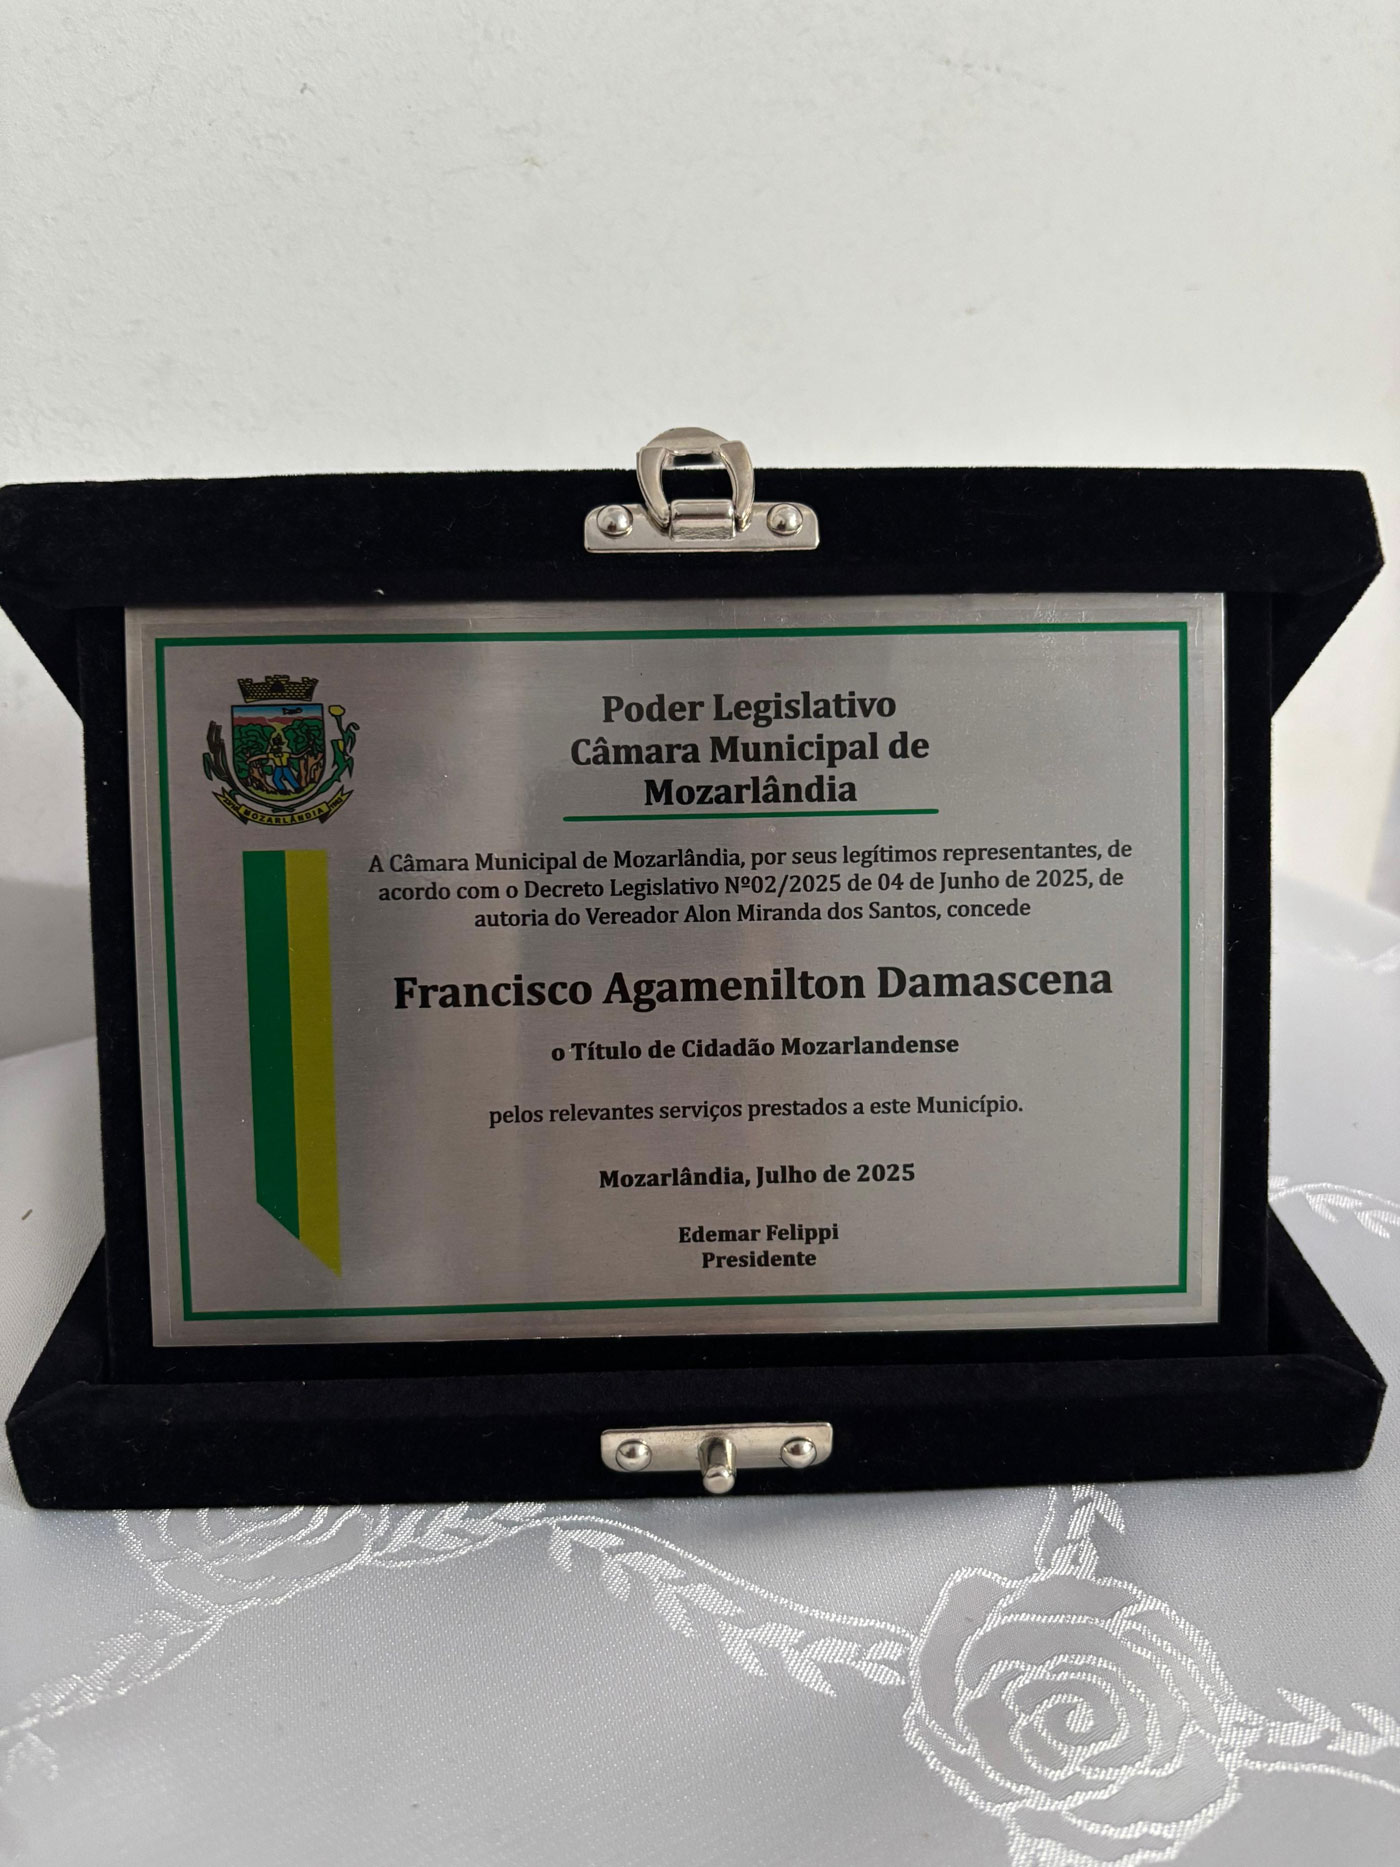 Poder Legislativo
Câmara Municipal de
Mozarlândia
MOZARLÂNDIA
A Câmara Municipal de Mozarlândia, por seus legítimos representantes, de
acordo com o Decreto Legislativo Nº02/2025 de 04 de Junho de 2025, de
autoria do Vereador Alon Miranda dos Santos, concede
Francisco Agamenilton Damascena
o Título de Cidadão Mozarlandense
pelos relevantes serviços prestados a este Município.
Mozarlândia, Julho de 2025
Edemar Felippi
Presidente